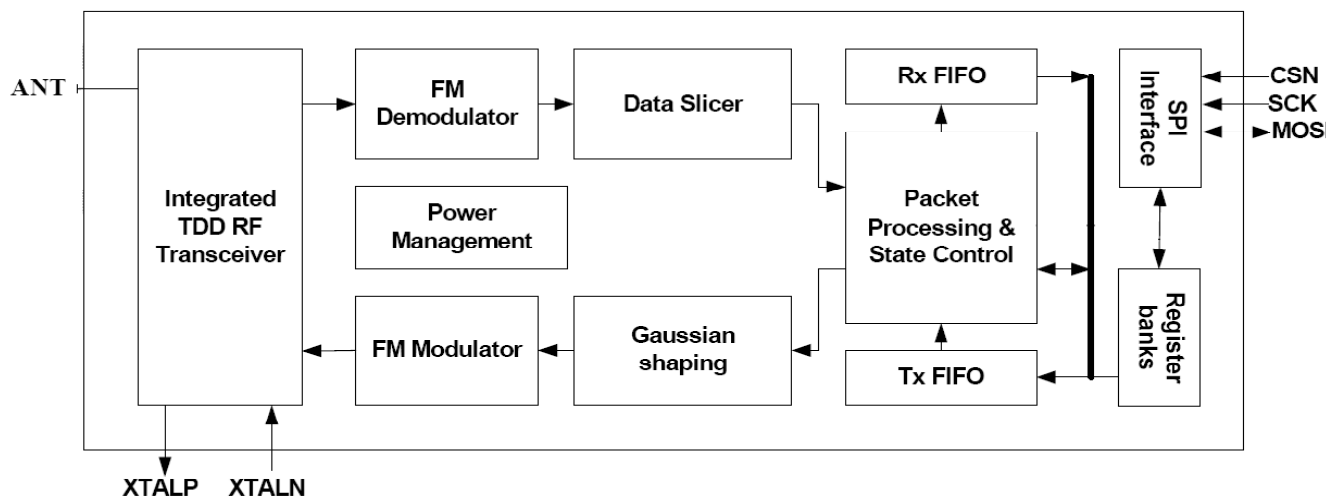 ANT
Integrated
TDD RF
Transceiver
FM
Demodulator
Data Slicer
Rx FIFO
SPI
Interface
CSN
SCK
MOSI
Power
Management
Packet
Processing &
State Control
FM Modulator
Gaussian
shaping
Tx FIFO
Register
banks
XTALP
XTALN